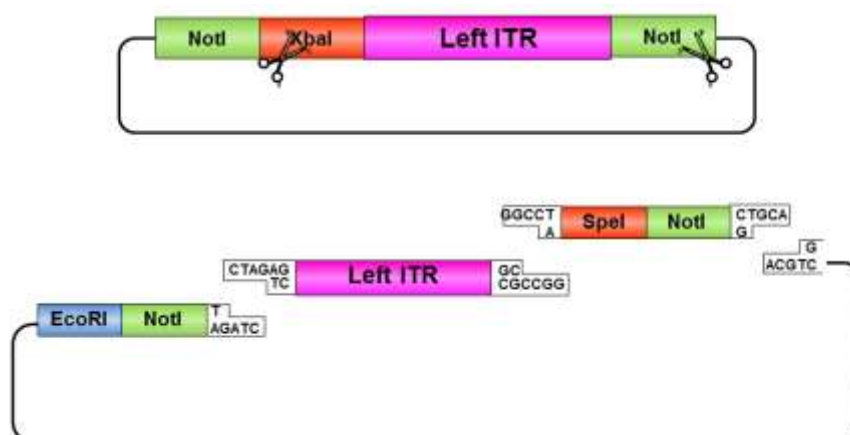 NotI XbaI Left ITR NotI
GGCCT SpeI NotI CTGCA
A G
G
ACGTC
CTAGAG Left ITR GC
TC CGCCGG
EcoRI NotI T
AGATC